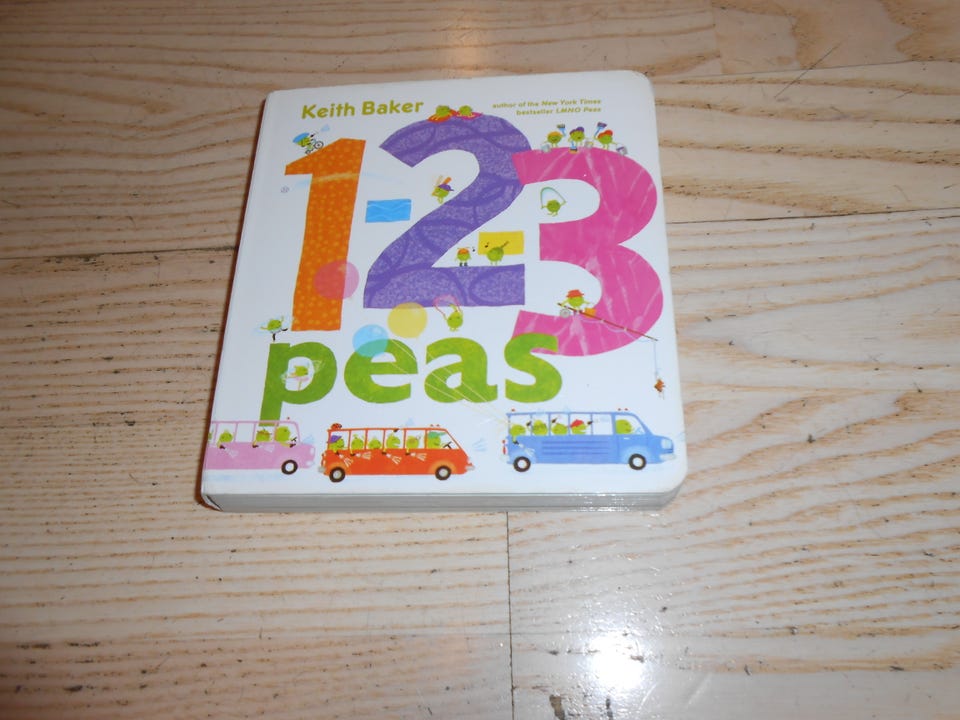 Keith Baker
author of the New York Times
bestseller LMNO Peas
1-2-3
peas